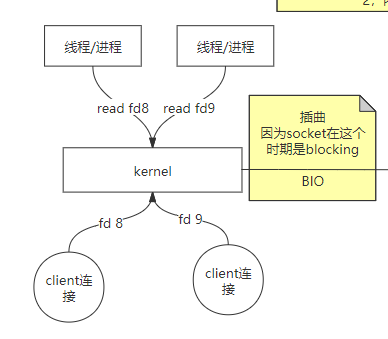 线程/进程
线程/进程
read fd8
read fd9
插曲
因为socket在这个
时期是blocking
kernel
BIO
fd 8
fd 9
client连
接
client连
接